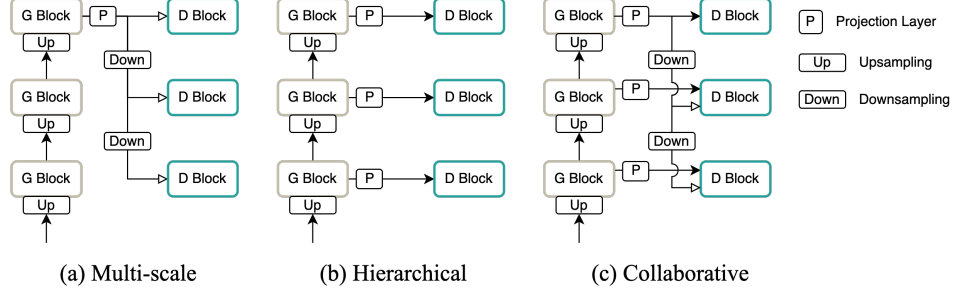 G Block P D Block
Up
Down
G Block D Block
Up
Down
G Block D Block
Up
(a) Multi-scale
G Block P D Block
Up
G Block P D Block
Up
G Block P D Block
Up
(b) Hierarchical
G Block P D Block
Up
Down
G Block P D Block
Up
Down
G Block P D Block
Up
(c) Collaborative
P Projection Layer
Up Upsampling
Down Downsampling